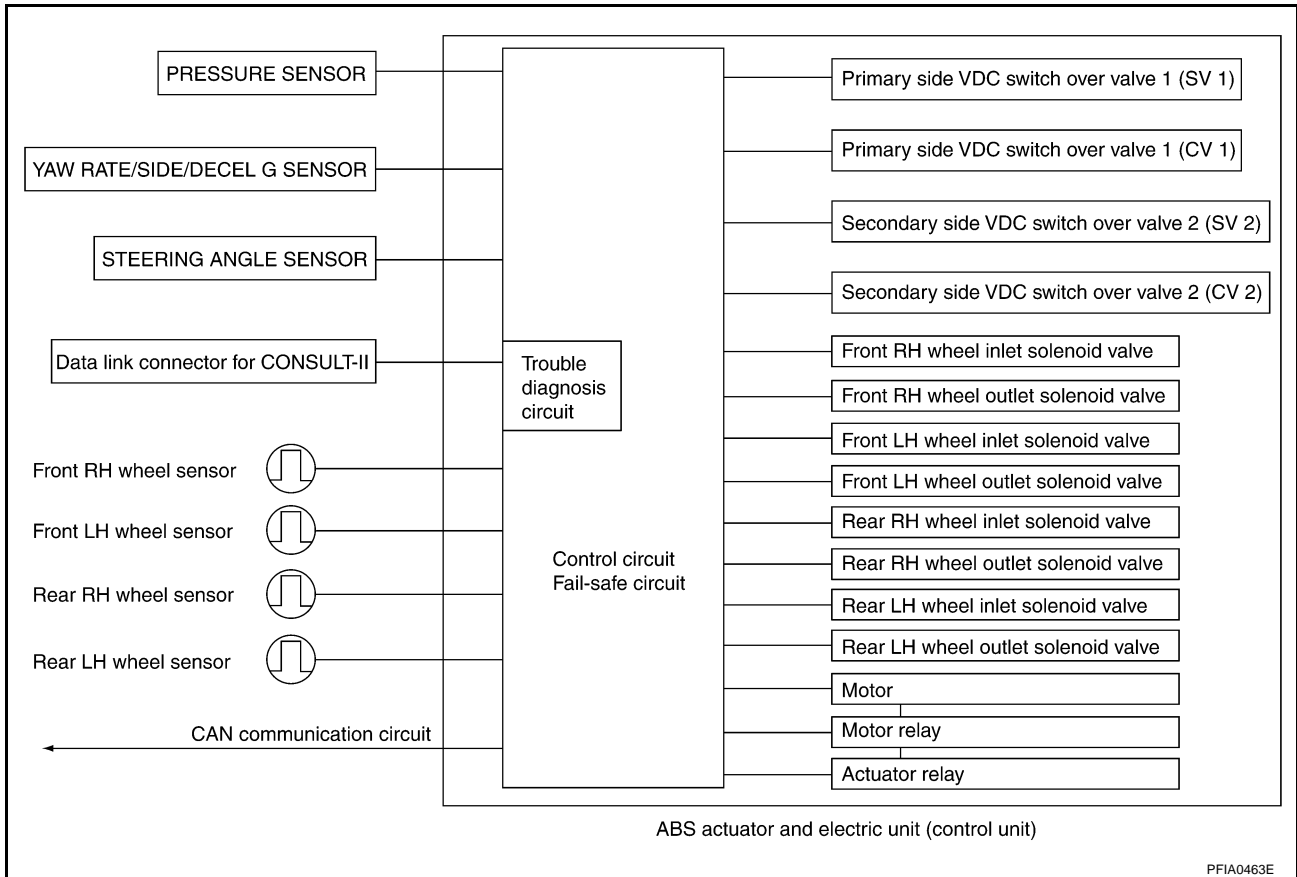 PRESSURE SENSOR
YAW RATE/SIDE/DECEL G SENSOR
STEERING ANGLE SENSOR
Data link connector for CONSULT-II
Front RH wheel sensor
Front LH wheel sensor
Rear RH wheel sensor
Rear LH wheel sensor
CAN communication circuit
Trouble
diagnosis
circuit
Control circuit
Fail-safe circuit
Primary side VDC switch over valve 1 (SV 1)
Primary side VDC switch over valve 1 (CV 1)
Secondary side VDC switch over valve 2 (SV 2)
Secondary side VDC switch over valve 2 (CV 2)
Front RH wheel inlet solenoid valve
Front RH wheel outlet solenoid valve
Front LH wheel inlet solenoid valve
Front LH wheel outlet solenoid valve
Rear RH wheel inlet solenoid valve
Rear RH wheel outlet solenoid valve
Rear LH wheel inlet solenoid valve
Rear LH wheel outlet solenoid valve
Motor
Motor relay
Actuator relay
ABS actuator and electric unit (control unit)
PFIA0463E